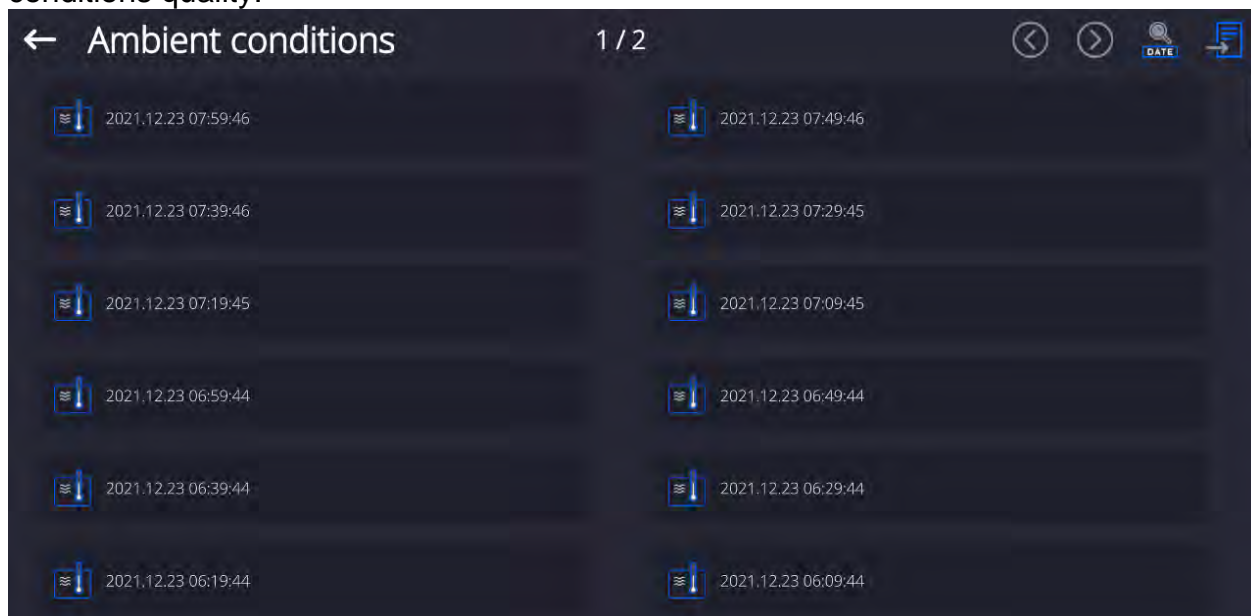 conditions quality.
← Ambient conditions 1 / 2 DATE
2021.12.23 07:59:46 2021.12.23 07:49:46
2021.12.23 07:39:46 2021.12.23 07:29:45
2021.12.23 07:19:45 2021.12.23 07:09:45
2021.12.23 06:59:44 2021.12.23 06:49:44
2021.12.23 06:39:44 2021.12.23 06:29:44
2021.12.23 06:19:44 2021.12.23 06:09:44